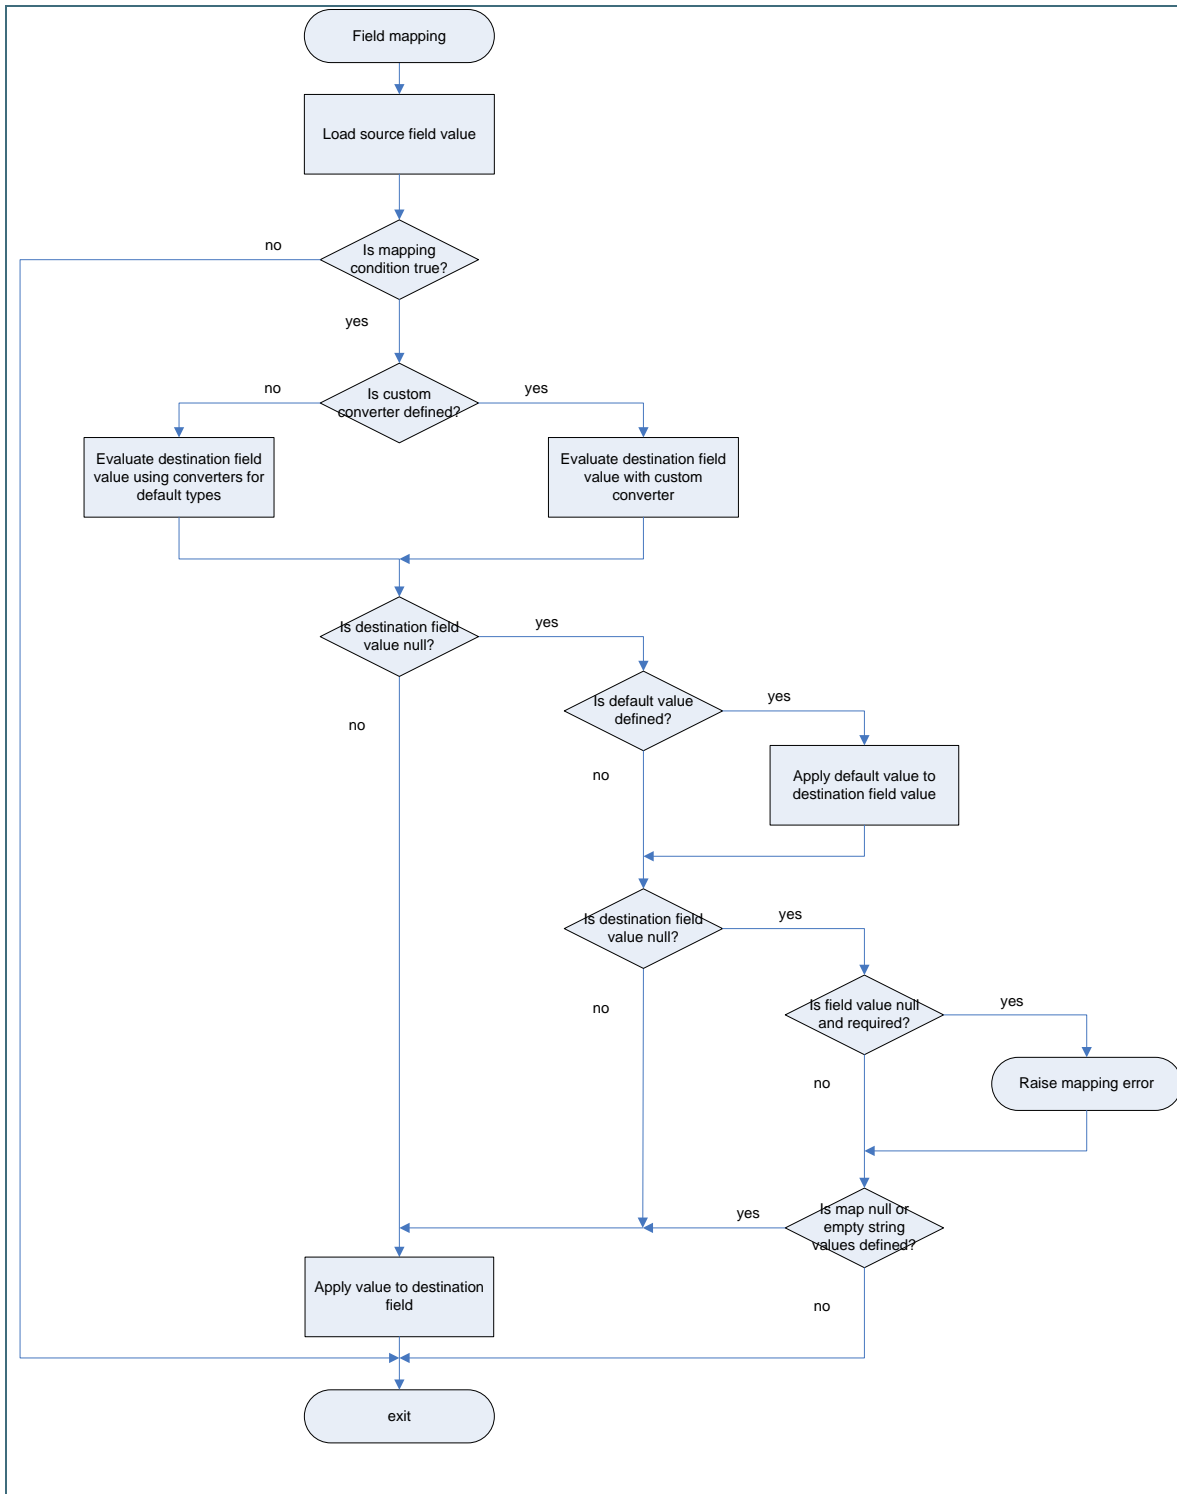 Field mapping
Load source field value
Is mapping
condition true?
no
yes
Is custom
converter defined?
no
yes
Evaluate destination field
value using converters for
default types
Evaluate destination field
value with custom
converter
Is destination field
value null?
yes
no
Is default value
defined?
yes
no
Apply default value to
destination field value
Is destination field
value null?
yes
no
Is field value null
and required?
yes
no
Raise mapping error
Is map null or
empty string
values defined?
yes
no
Apply value to destination
field
exit